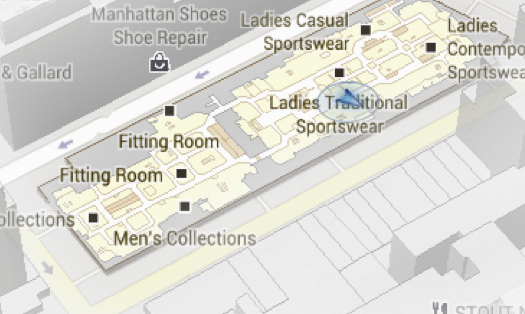 Manhattan Shoes
Shoe Repair
Ladies Casual
Sportswear
Ladies
Contempo
Sportswea
& Gallard
Ladies Traditional
Sportswear
Fitting Room
Fitting Room
ollections
Men's Collections
STOUT N